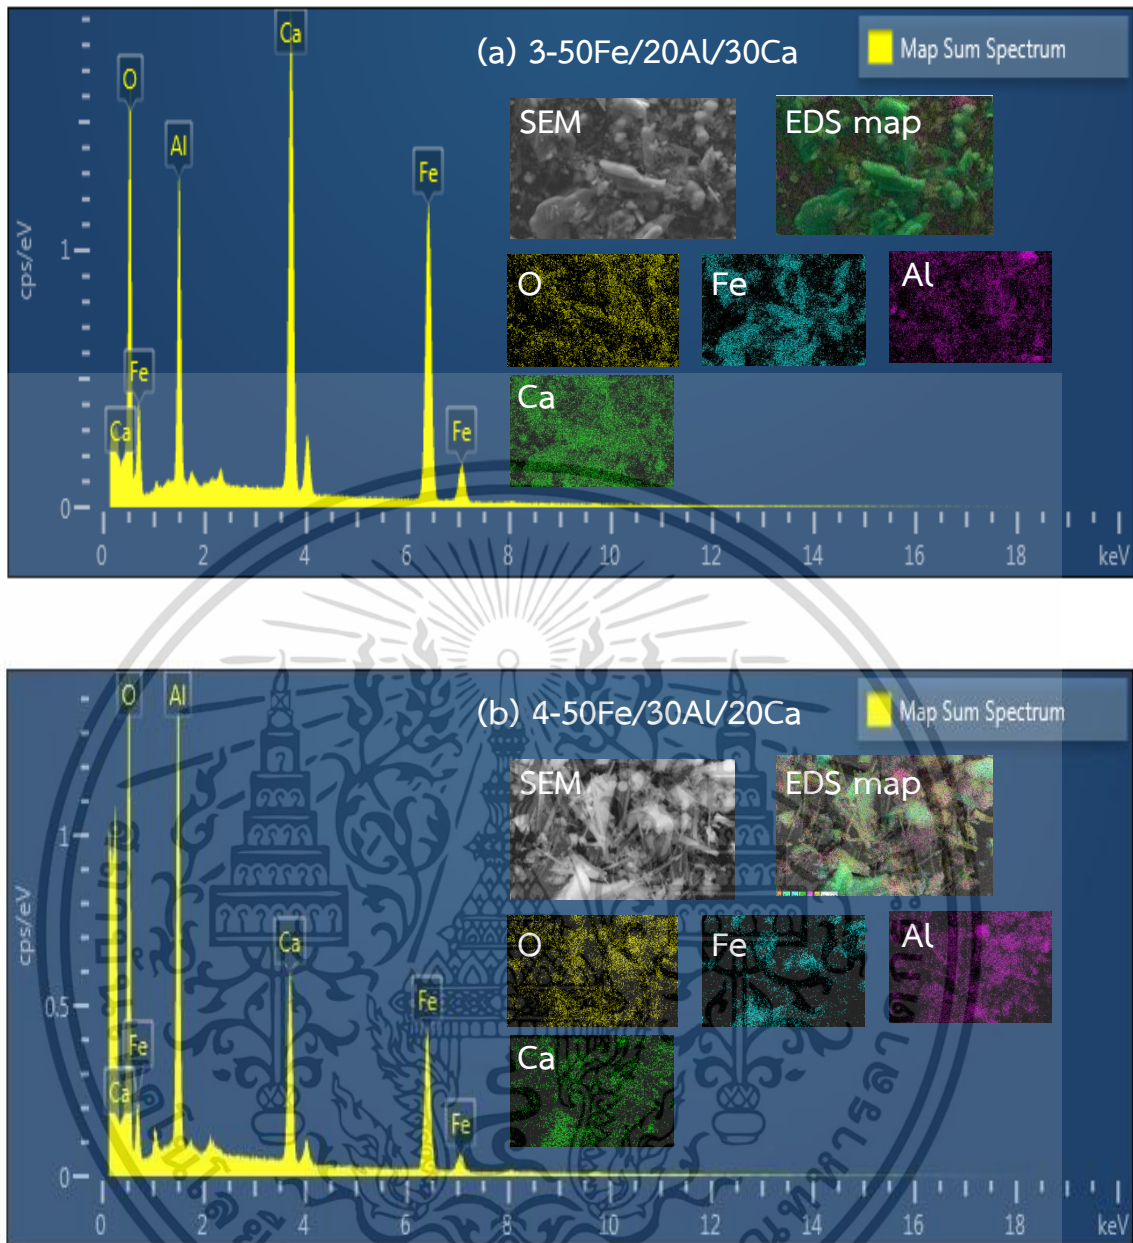 (a) 3-50Fe/20Al/30Ca
Map Sum Spectrum
Ca
O
Al
Fe
Fe
Ca
Fe
SEM
EDS map
O
Fe
Al
Ca
cps/eV
1
0
0 2 4 6 8 10 12 14 16 18 keV
(b) 4-50Fe/30Al/20Ca
Map Sum Spectrum
O
Al
Ca
Fe
Fe
Ca
Fe
SEM
EDS map
O
Fe
Al
Ca
cps/eV
1
0.5
0
0 2 4 6 8 10 12 14 16 18 keV